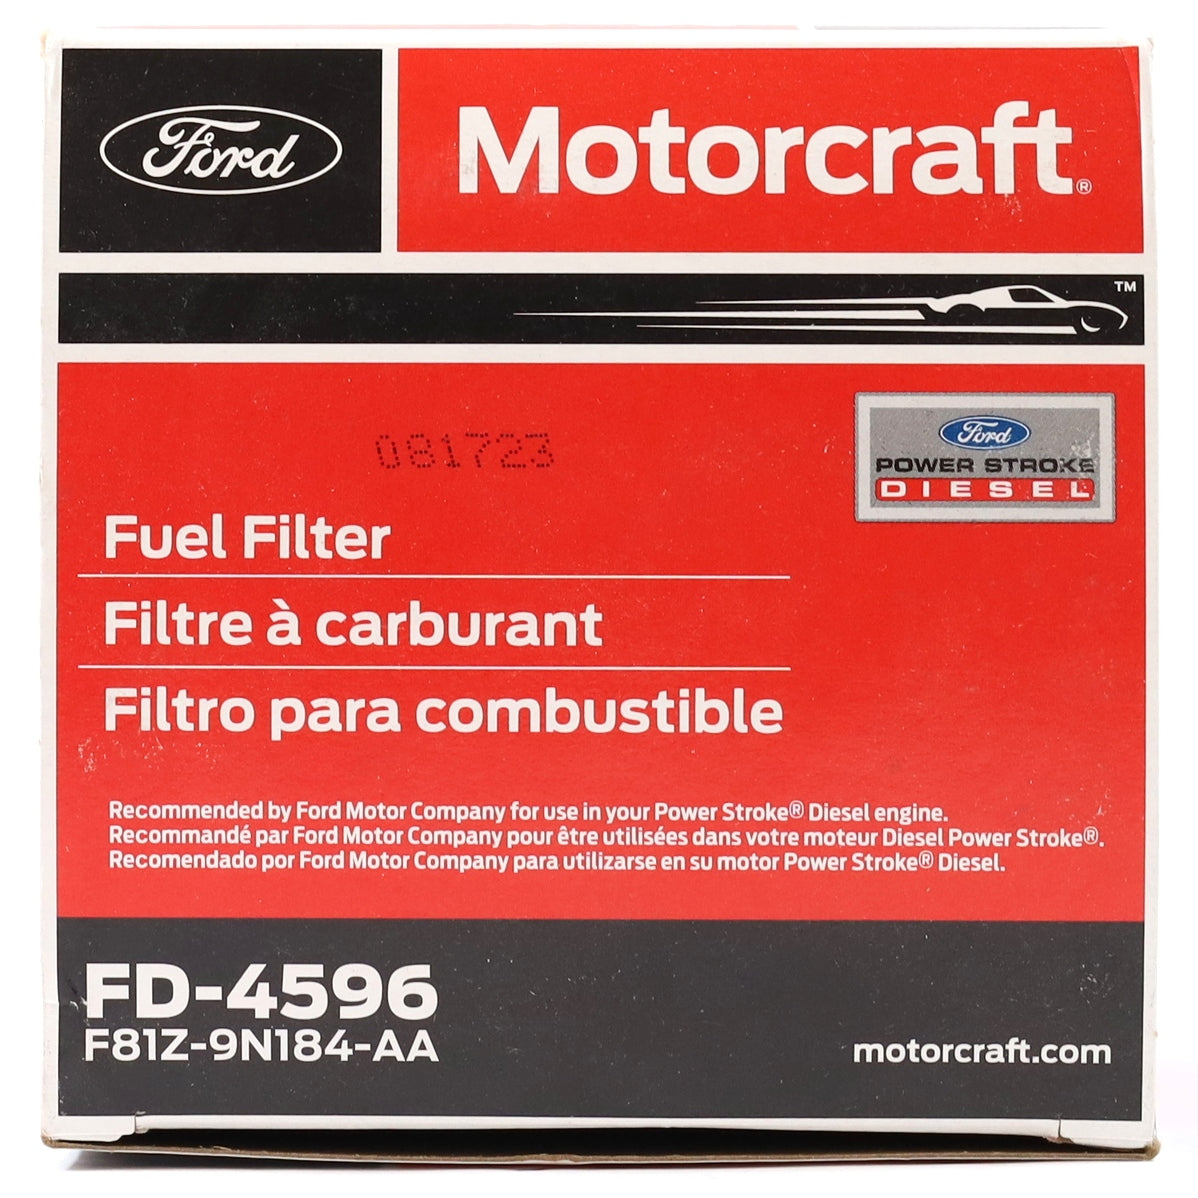 Ford
Motorcraft®
TM
081723
Ford
POWER STROKE
DIESEL
Fuel Filter
Filtre à carburant
Filtro para combustible
Recommended by Ford Motor Company for use in your Power Stroke® Diesel engine.
Recommandé par Ford Motor Company pour être utilisées dans votre moteur Diesel Power Stroke®.
Recomendado por Ford Motor Company para utilizarse en su motor Power Stroke® Diesel.
FD-4596
F81Z-9N184-AA
motorcraft.com